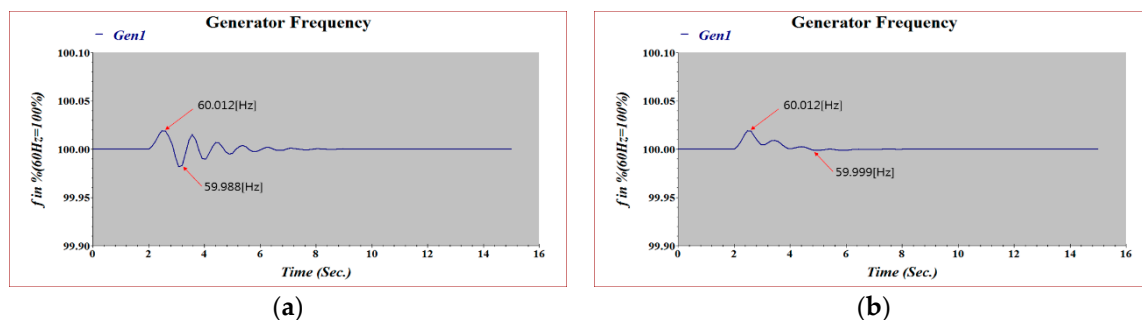 Generator Frequency
Gen1
f in %(60Hz=100%)
100.10
100.05
100.00
99.95
99.90
60.012[Hz]
59.988[Hz]
0 2 4 6 8 10 12 14 16
Time (Sec.)
(a)
Generator Frequency
Gen1
f in %(60Hz=100%)
100.10
100.05
100.00
99.95
99.90
60.012[Hz]
59.999[Hz]
0 2 4 6 8 10 12 14 16
Time (Sec.)
(b)